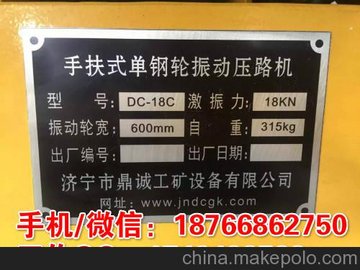 手扶式单钢轮振动压路机
型 号: DC-18C 激 振 力: 18KN
振动轮宽: 600mm 自 重: 315kg
出厂编号: 出厂日期:
济宁市鼎诚工矿设备有限公司
网址: www.jndcgk.com
手机/微信: 18766862750
china.makepolo.com